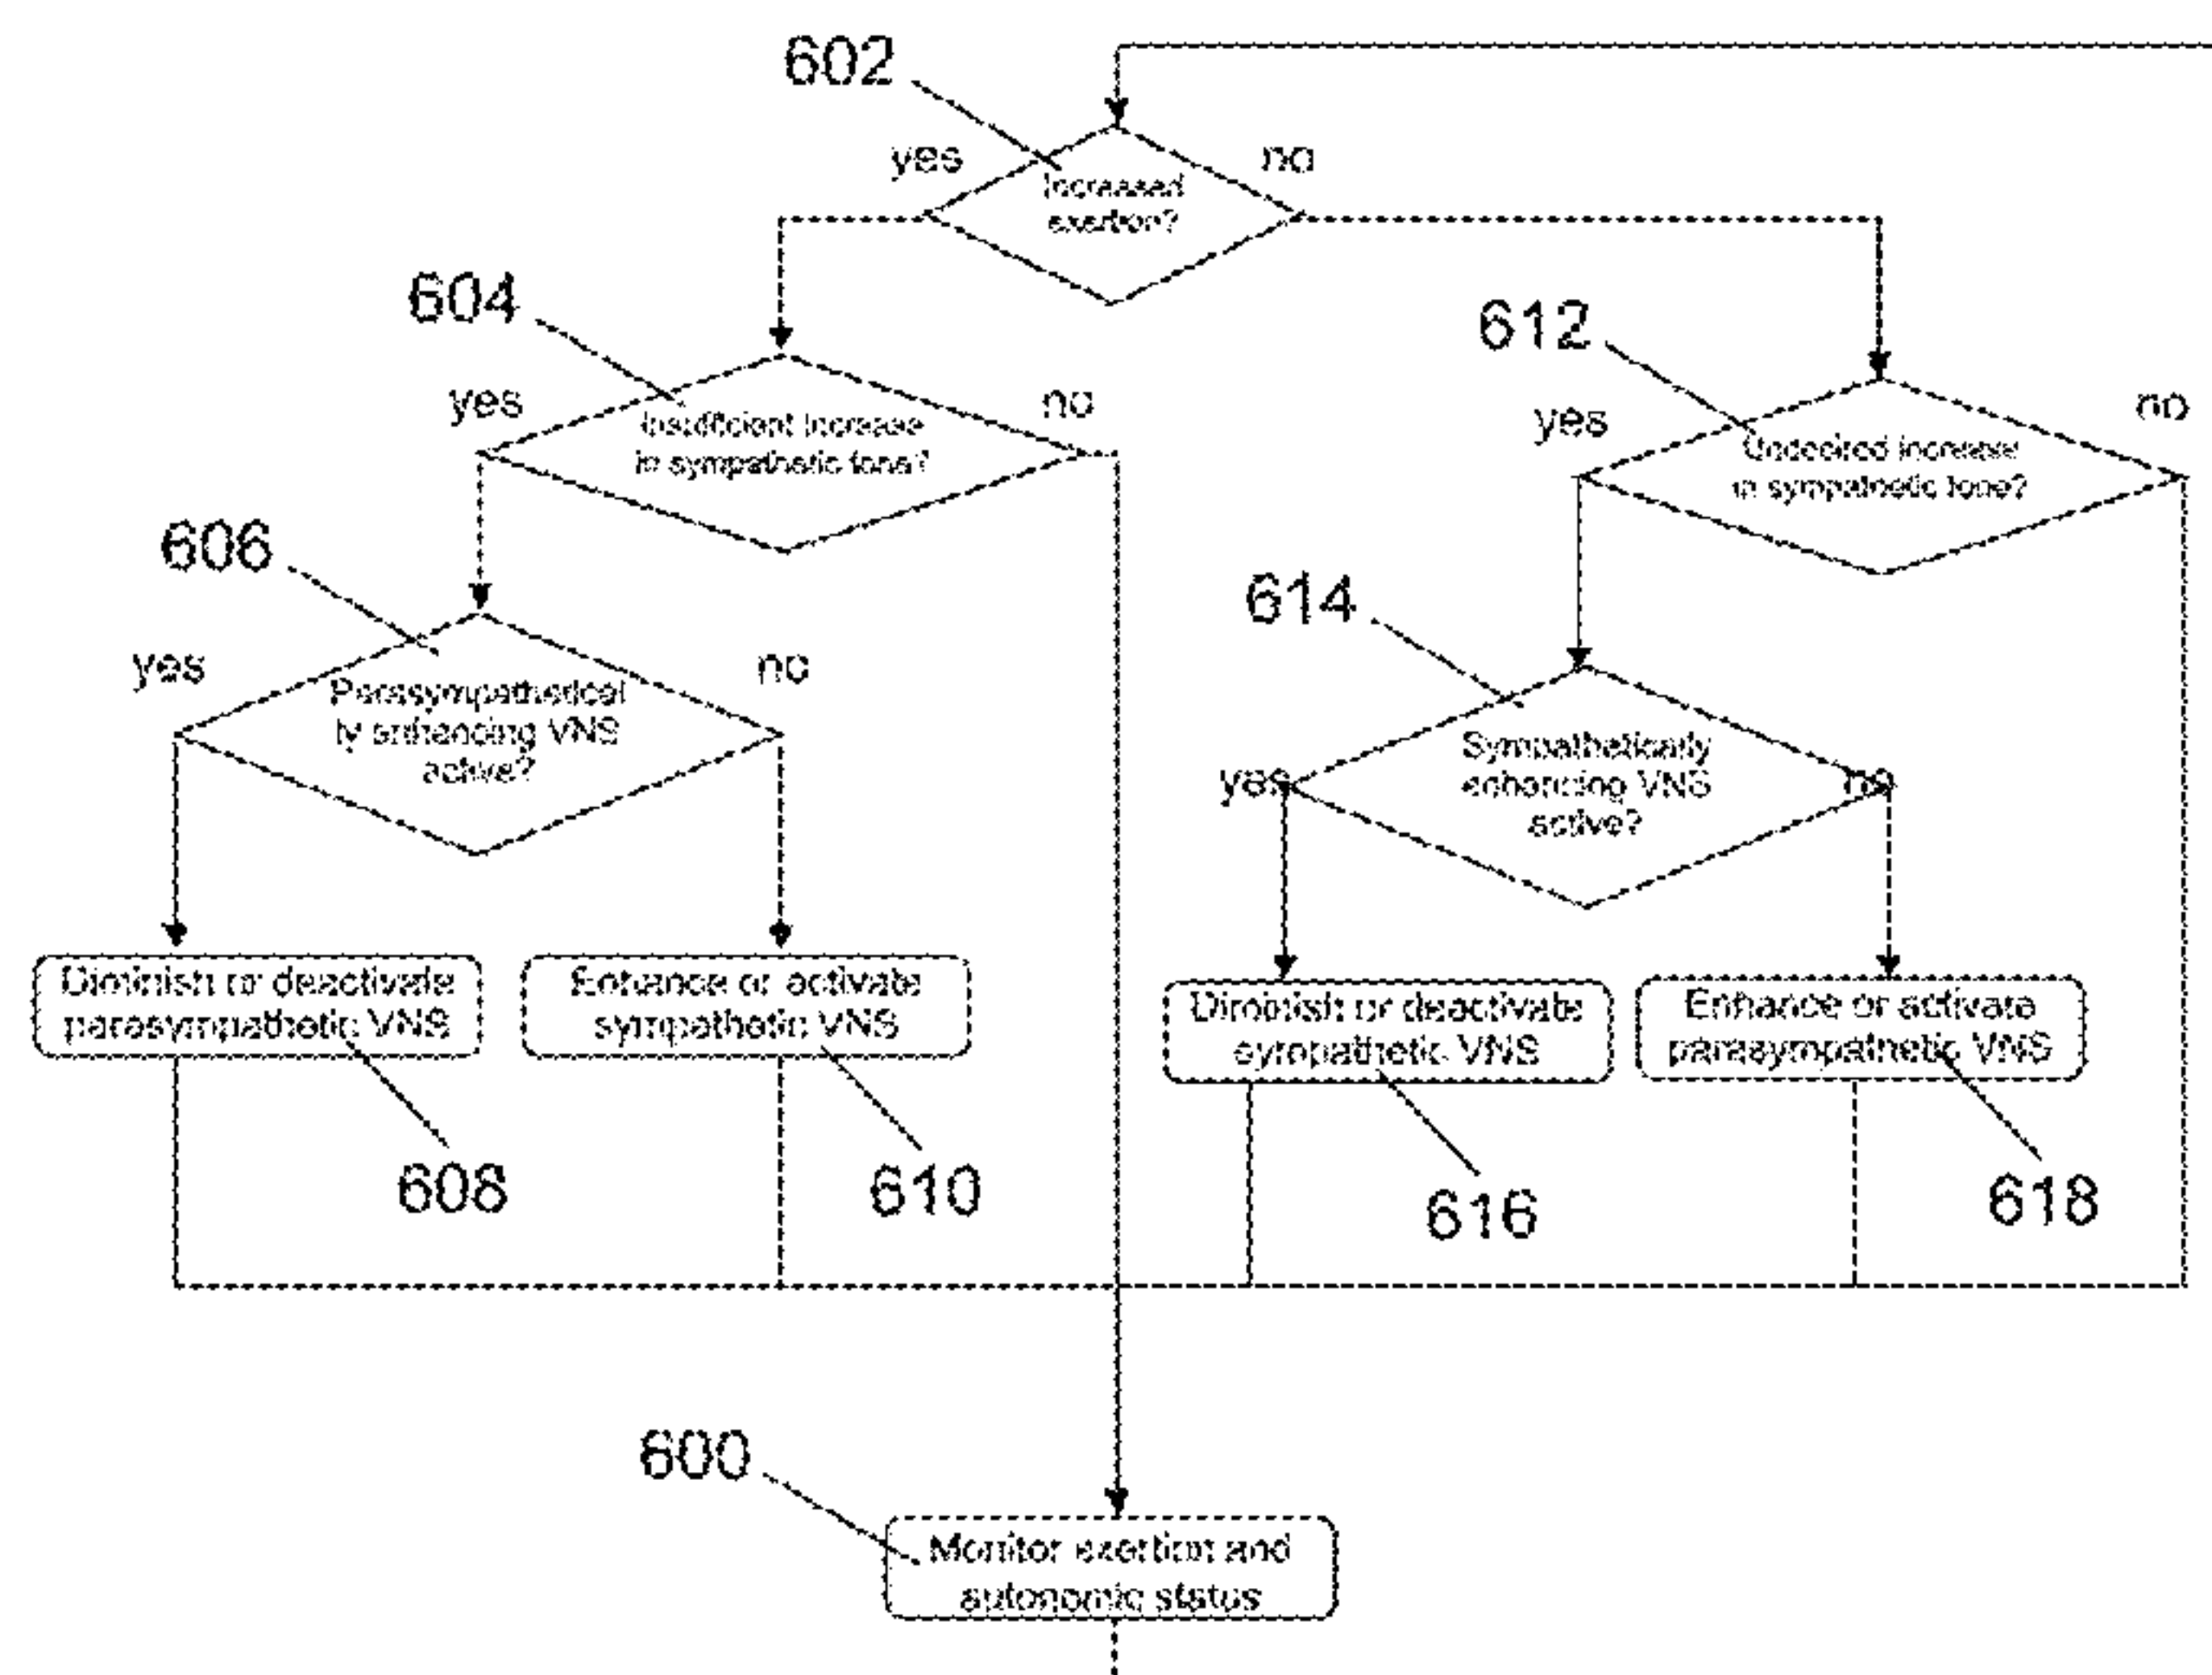 602
yes
no
Increased
exertion?
604
612
yes
no
Insufficient increase
in sympathetic tone?
yes
no
Undesired increase
in sympathetic tone?
606
614
yes
no
Parasympathetical
ly enhancing VNS
active?
yes
no
Sympathetically
enhancing VNS
active?
Diminish or deactivate
parasympathetic VNS
Enhance or activate
sympathetic VNS
Diminish or deactivate
sympathetic VNS
Enhance or activate
parasympathetic VNS
608
610
616
618
600
Monitor exertion and
autonomic status